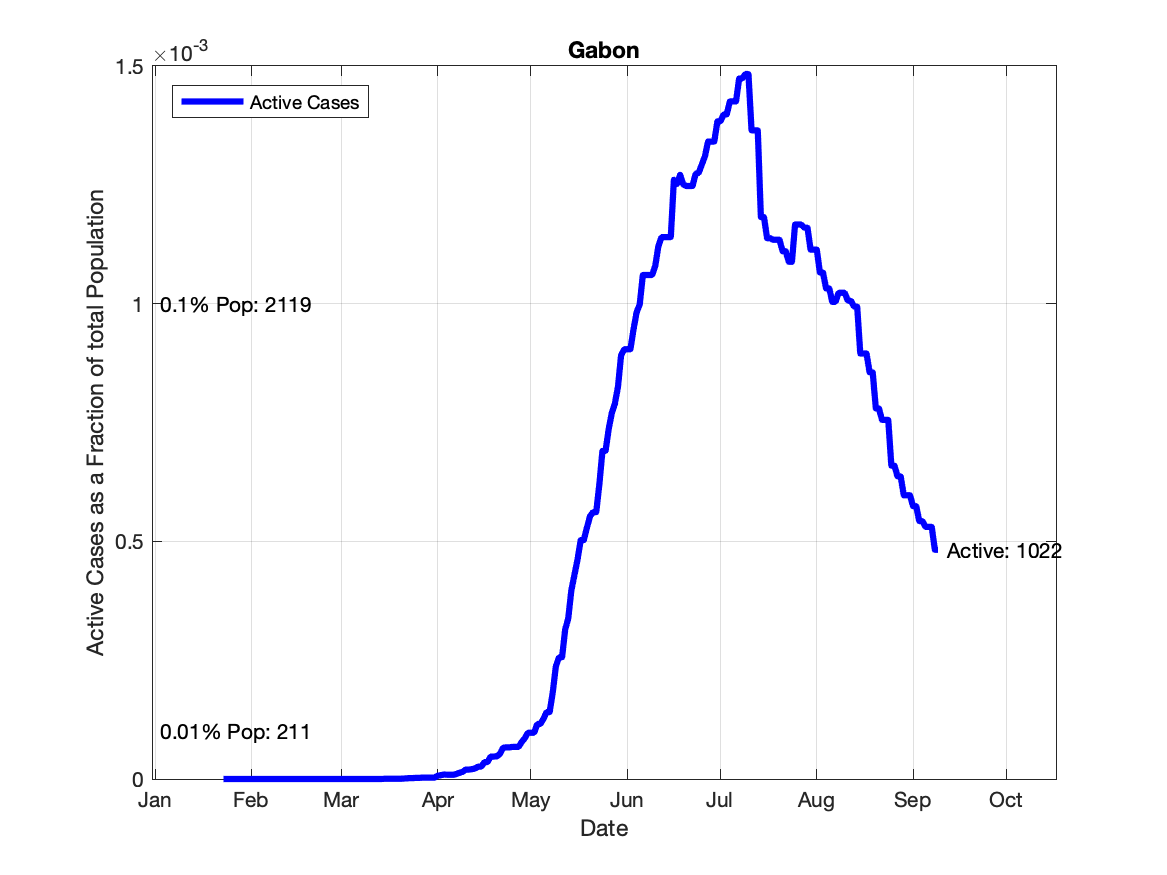 Gabon
×10-3
1.5
Active Cases
1
0.1% Pop: 2119
0.5
Active: 1022
0.01% Pop: 211
0
Jan Feb Mar Apr May Jun Jul Aug Sep Oct
Date
Active Cases as a Fraction of total Population